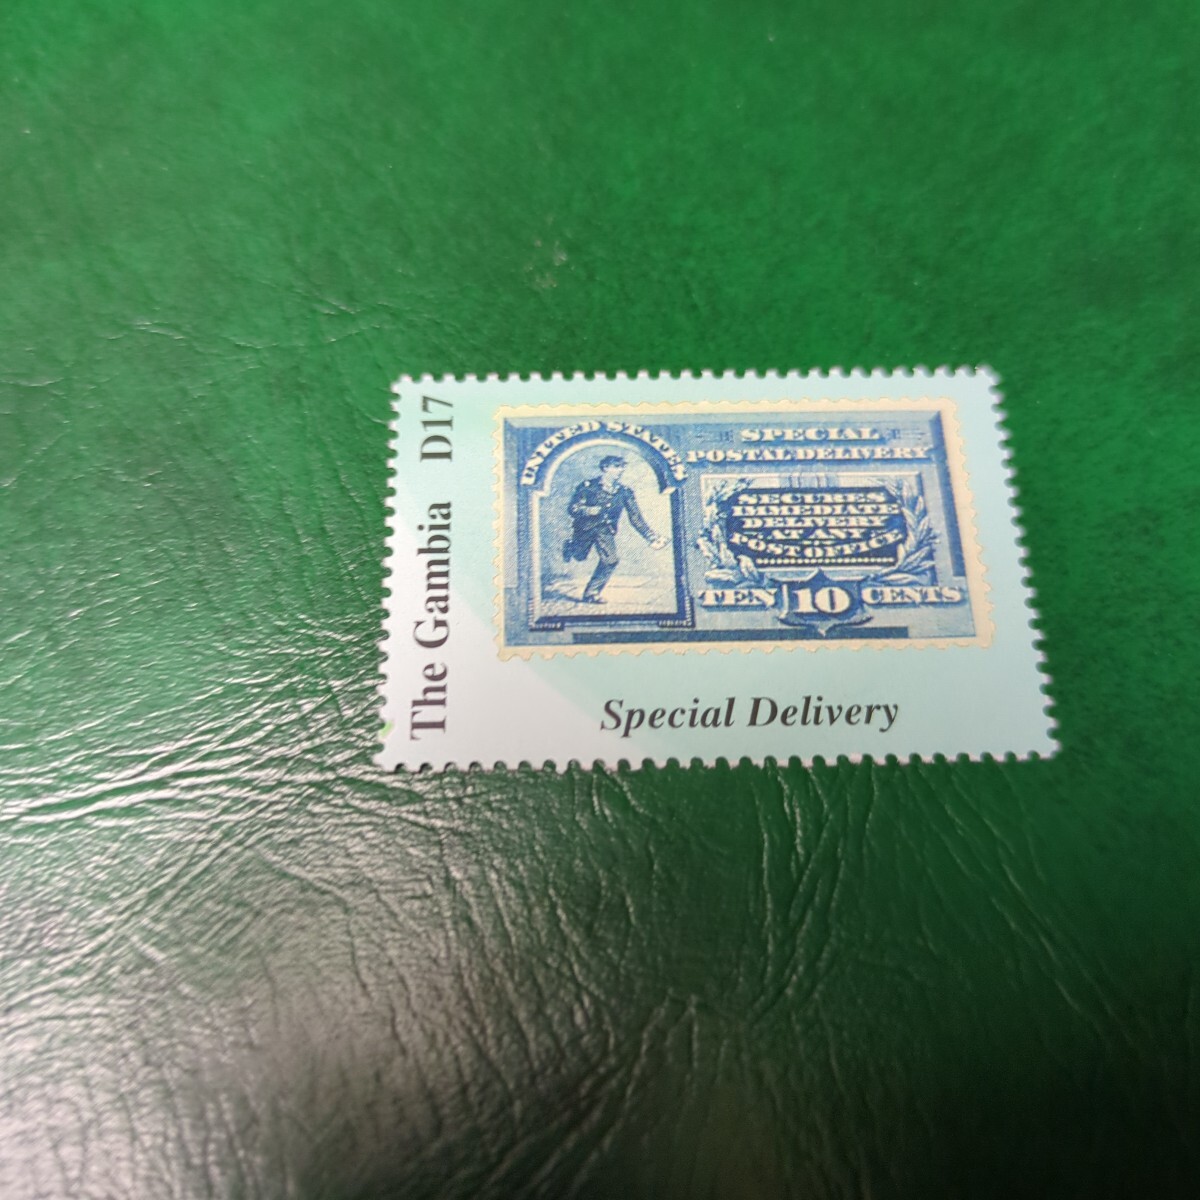 The Gambia D17
UNITED STATES
SPECIAL
POSTAL DELIVERY
SECURES
IMMEDIATE
DELIVERY
AT ANY
POST OFFICE
TEN 10 CENTS
Special Delivery